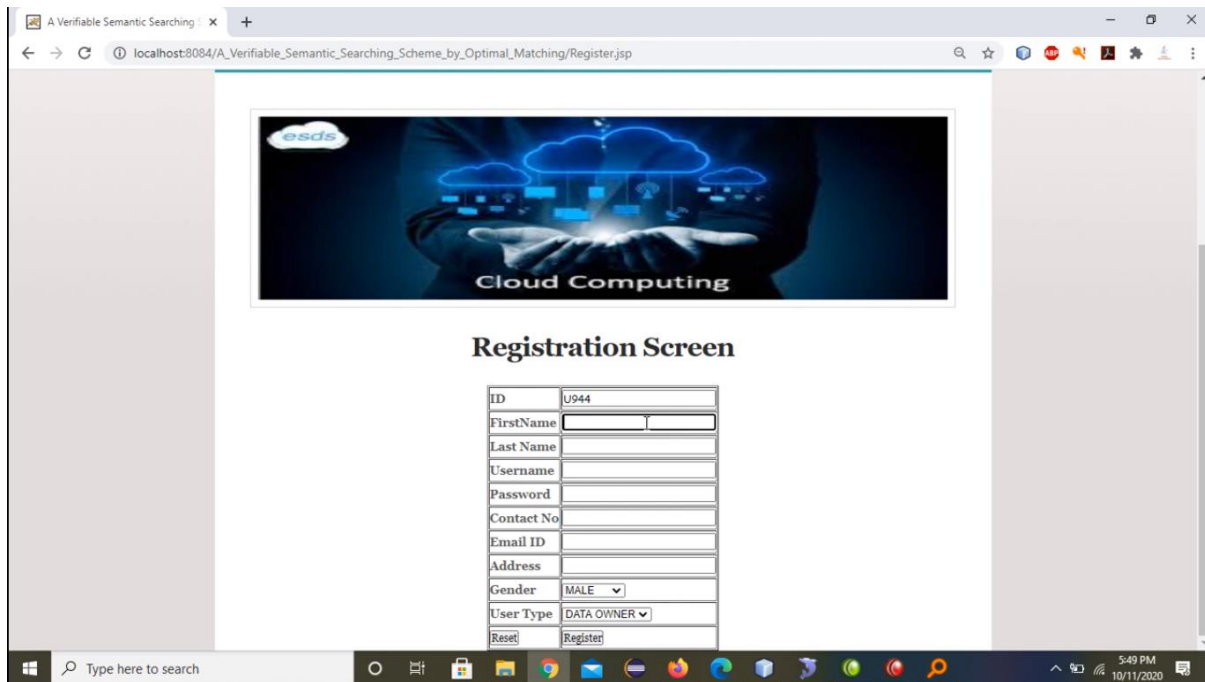 A Verifiable Semantic Searching S
localhost:8084/A_Verifiable_Semantic_Searching_Scheme_by_Optimal_Matching/Register.jsp
ABP
esds
Cloud Computing
Registration Screen
ID U944
FirstName
Last Name
Username
Password
Contact No
Email ID
Address
Gender MALE
User Type DATA OWNER
Reset Register
Type here to search
5:49 PM
10/11/2020